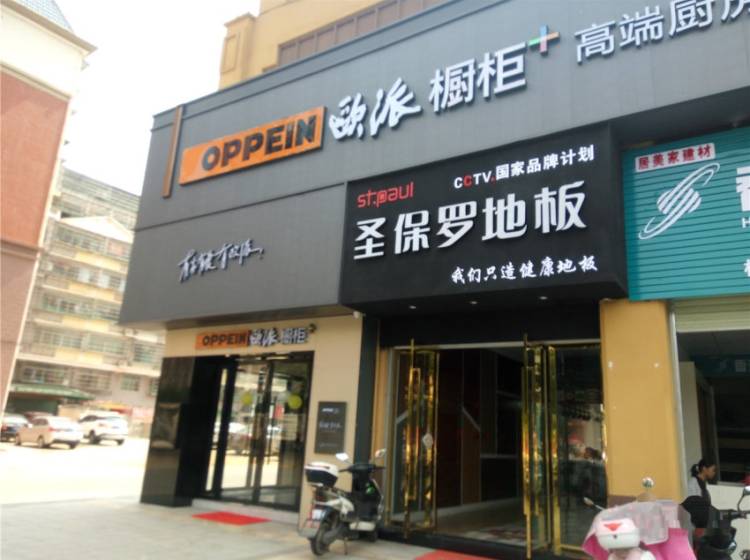 OPPEIN 欧派 橱柜+ 高端厨房
st.paul CCTV.国家品牌计划
圣保罗地板
我们只造健康地板
有家 有爱 有欧派
OPPEIN 欧派 橱柜+
居美家建材